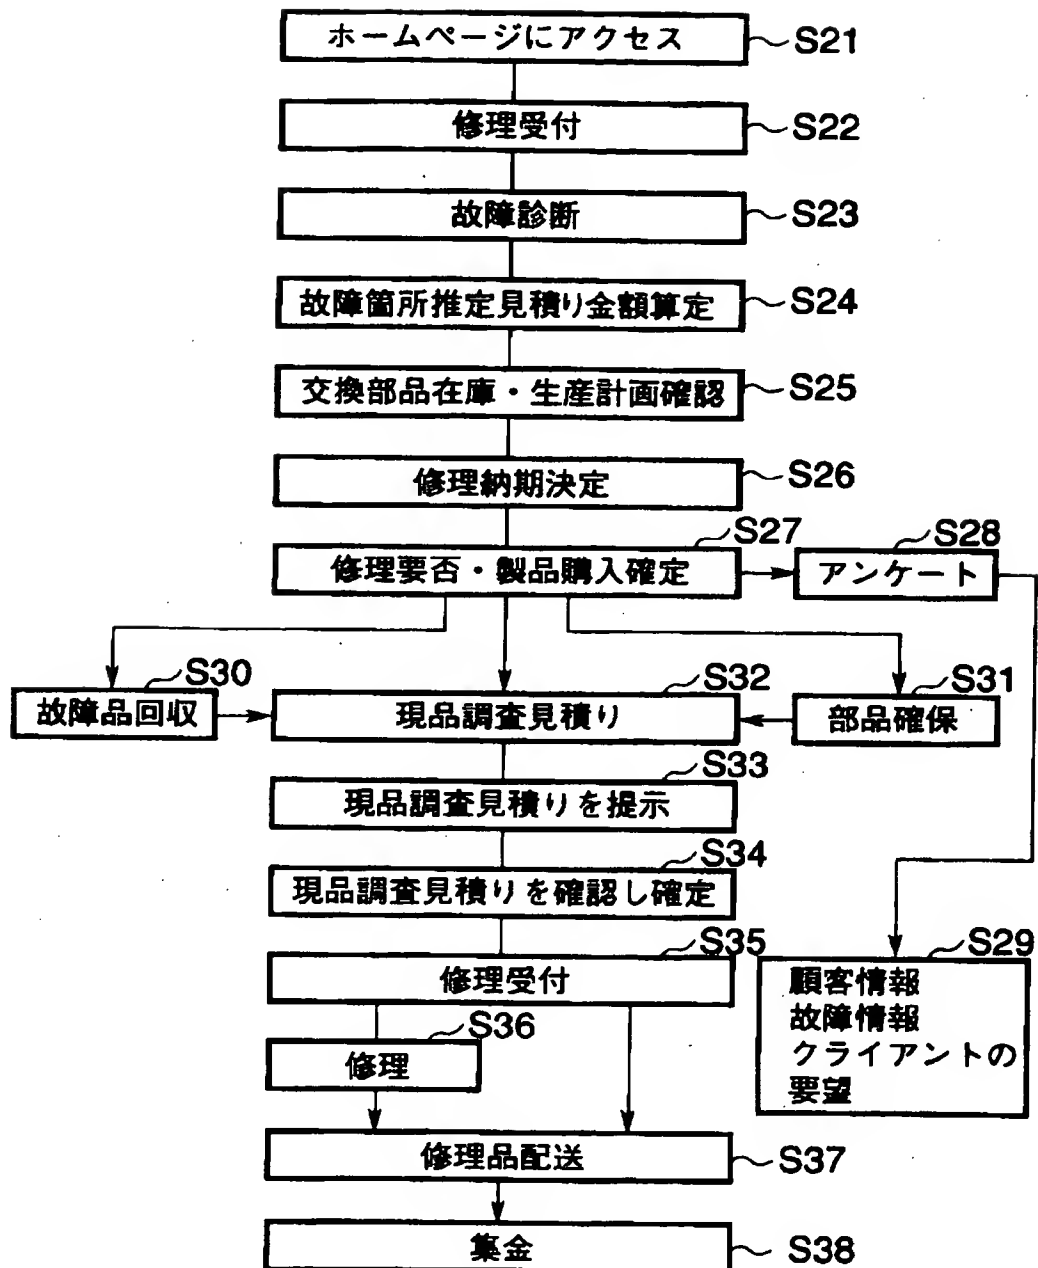 ホームページにアクセス S21
修理受付 S22
故障診断 S23
故障箇所推定見積り金額算定 S24
交換部品在庫・生産計画確認 S25
修理納期決定 S26
S27 S28
修理要否・製品購入確定 アンケート
S30 S32 S31
故障品回収 現品調査見積り 部品確保
S33
現品調査見積りを提示
S34
現品調査見積りを確認し確定
S35 S29
修理受付
顧客情報
故障情報
クライアントの
要望
S36
修理
修理品配送 S37
集金 S38